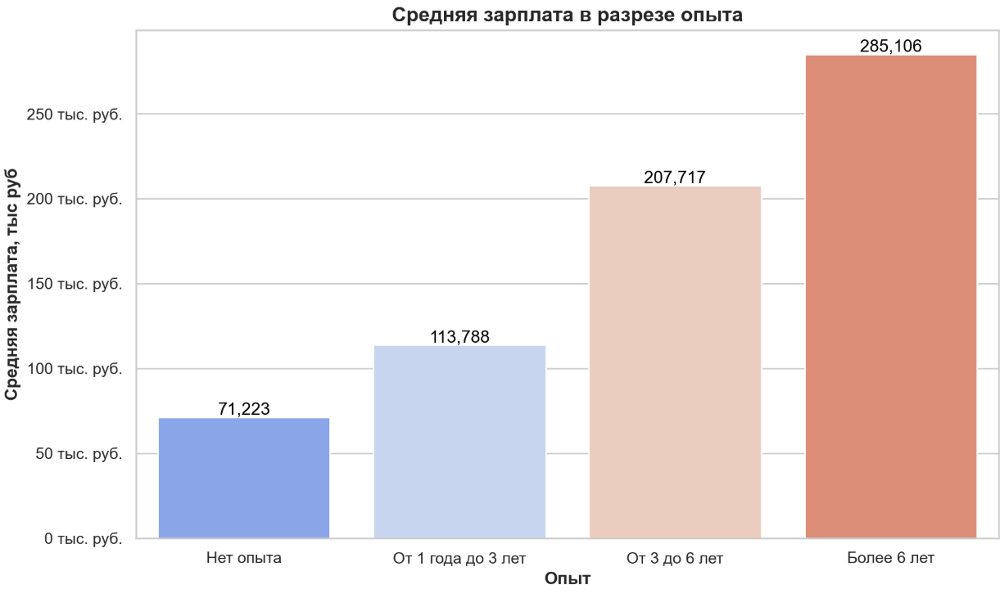 Средняя зарплата в разрезе опыта
Средняя зарплата, тыс руб
250 тыс. руб.
200 тыс. руб.
150 тыс. руб.
100 тыс. руб.
50 тыс. руб.
0 тыс. руб.
71,223
113,788
207,717
285,106
Нет опыта
От 1 года до 3 лет
От 3 до 6 лет
Более 6 лет
Опыт